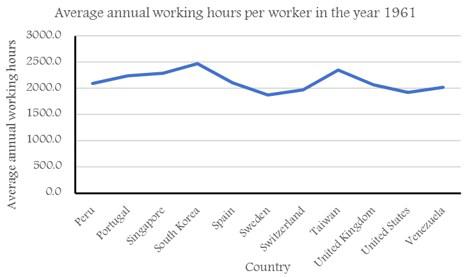 Average annual working hours per worker in the year 1961
Average annual working hours
3000.0
2500.0
2000.0
1500.0
1000.0
500.0
0.0
Peru
Portugal
Singapore
South Korea
Spain
Sweden
Switzerland
Taiwan
United Kingdom
United States
Venezuela
Country